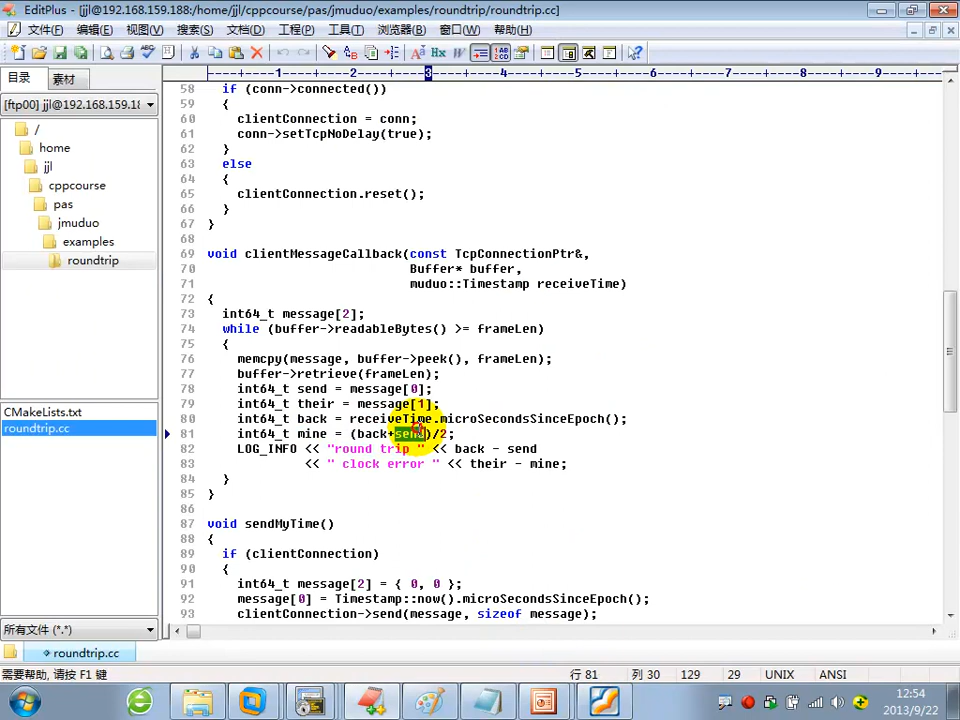 EditPlus - [[jjl@192.168.159.188:/home/jjl/cppcourse/pas/jmuduo/examples/roundtrip/roundtrip.cc]
文件(F) 编辑(E) 视图(V) 搜索(S) 文档(D) 工程(P) 工具(T) 浏览器(B) 窗口(W) 帮助(H)
目录 素材
[ftp00] jjl@192.168.159.18
/
home
jjl
cppcourse
pas
jmuduo
examples
roundtrip
CMakeLists.txt
roundtrip.cc
所有文件 (*.*)
----+----1----+----2----+----3----+----4----+----5----+----6----+----7----+----8----+----9----+
58 if (conn->connected())
59 {
60 clientConnection = conn;
61 conn->setTcpNoDelay(true);
62 }
63 else
64 {
65 clientConnection.reset();
66 }
67 }
68
69 void clientMessageCallback(const TcpConnectionPtr&,
70 Buffer* buffer,
71 muduo::Timestamp receiveTime)
72 {
73 int64_t message[2];
74 while (buffer->readableBytes() >= frameLen)
75 {
76 memcpy(message, buffer->peek(), frameLen);
77 buffer->retrieve(frameLen);
78 int64_t send = message[0];
79 int64_t their = message[1];
80 int64_t back = receiveTime.microSecondsSinceEpoch();
81 int64_t mine = (back+send)/2;
82 LOG_INFO << "round trip " << back - send
83 << " clock error " << their - mine;
84 }
85 }
86
87 void sendMyTime()
88 {
89 if (clientConnection)
90 {
91 int64_t message[2] = { 0, 0 };
92 message[0] = Timestamp::now().microSecondsSinceEpoch();
93 clientConnection->send(message, sizeof message);
roundtrip.cc
需要帮助, 请按 F1 键 行 81 列 30 129 29 UNIX ANSI
12:54
2013/9/22